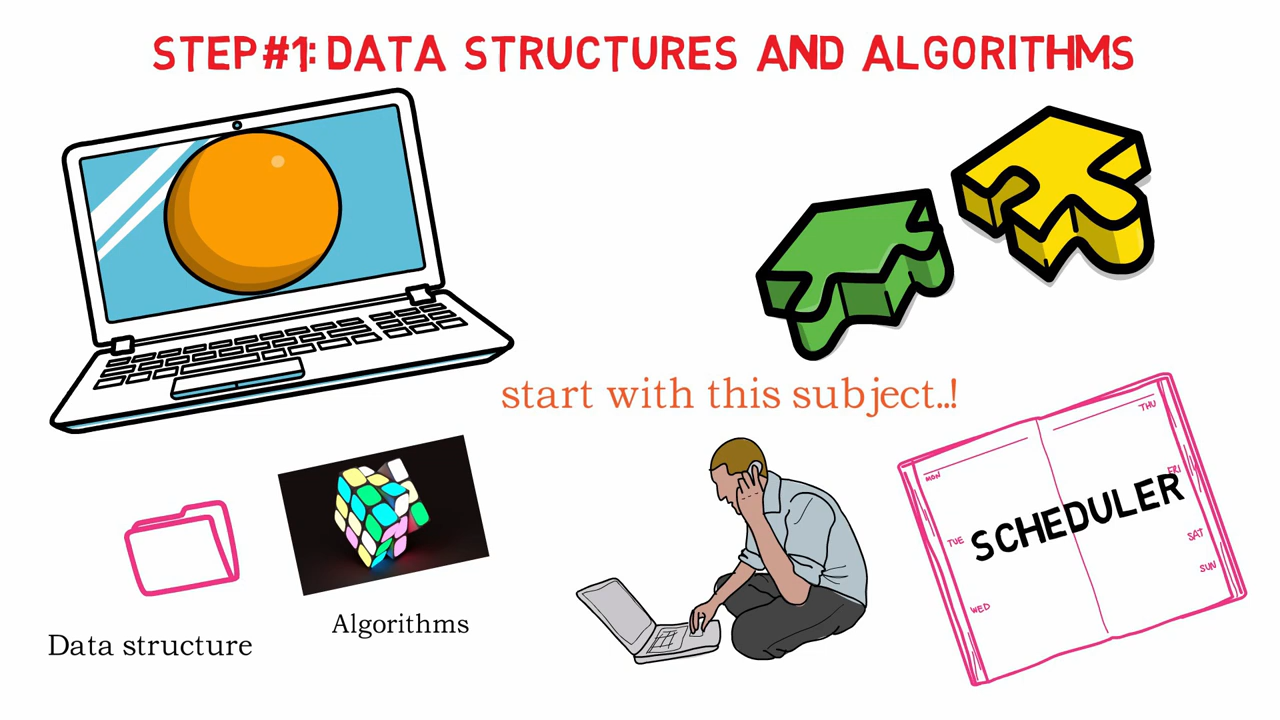 STEP#1: DATA STRUCTURES AND ALGORITHMS
start with this subject..!
THU
MON
FRI
SCHEDULER
TUE
SAT
SUN
WED
Algorithms
Data structure